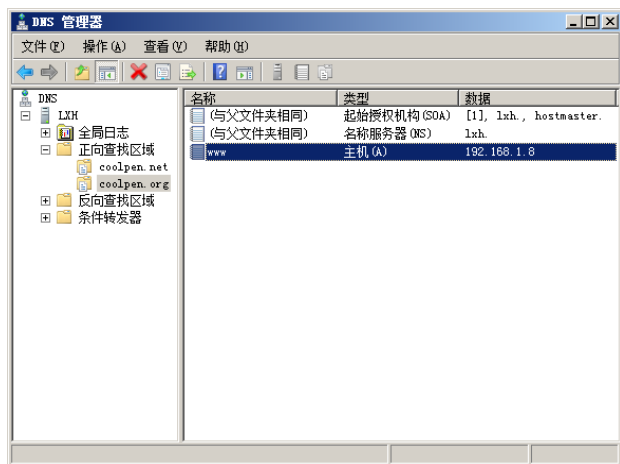 DNS 管理器
文件(F) 操作(A) 查看(V) 帮助(H)
DNS
LXH
全局日志
正向查找区域
coolpen.net
coolpen.org
反向查找区域
条件转发器
名称 类型 数据
(与父文件夹相同) 起始授权机构(SOA) [1], lxh., hostmaster.
(与父文件夹相同) 名称服务器(NS) lxh.
www 主机(A) 192.168.1.8